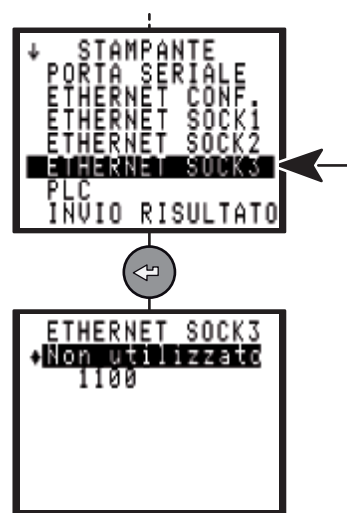 STAMPANTE
PORTA SERIALE
ETHERNET CONF.
ETHERNET SOCK1
ETHERNET SOCK2
ETHERNET SOCK3
PLC
INVIO RISULTATO
ETHERNET SOCK3
Non utilizzato
1100